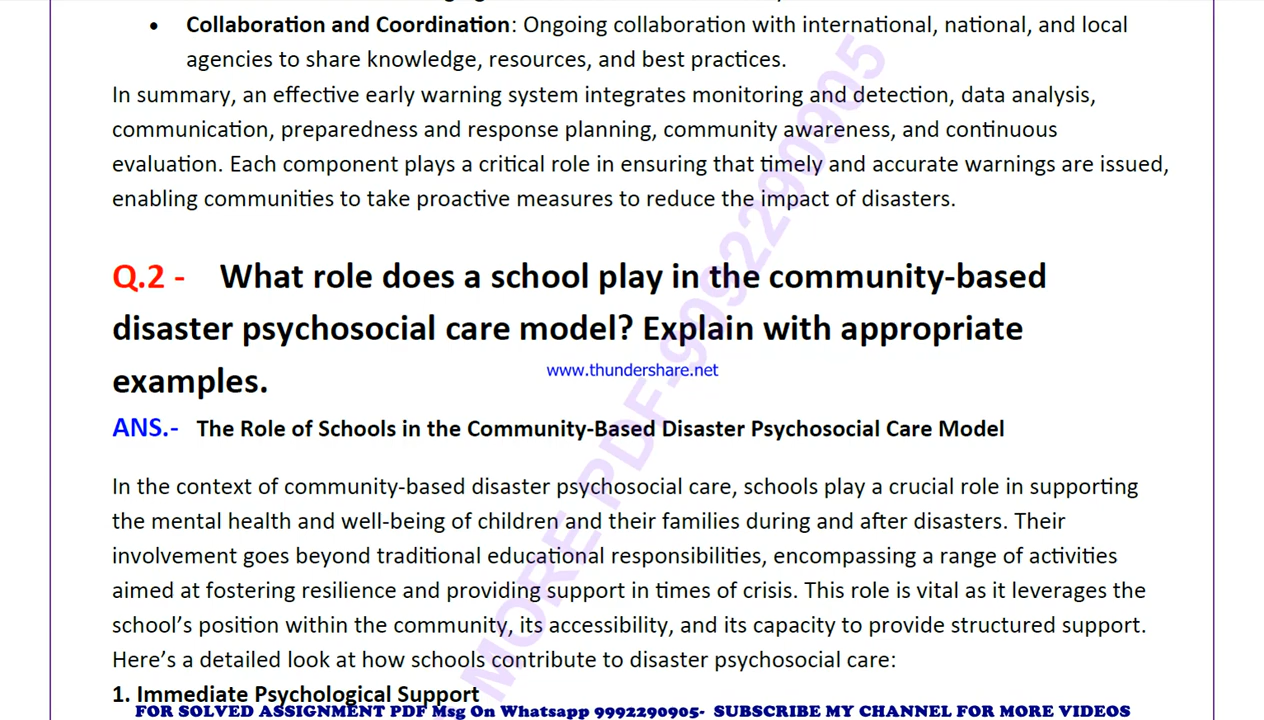 • Collaboration and Coordination: Ongoing collaboration with international, national, and local
agencies to share knowledge, resources, and best practices.
In summary, an effective early warning system integrates monitoring and detection, data analysis,
communication, preparedness and response planning, community awareness, and continuous
evaluation. Each component plays a critical role in ensuring that timely and accurate warnings are issued,
enabling communities to take proactive measures to reduce the impact of disasters.
Q.2 - What role does a school play in the community-based
disaster psychosocial care model? Explain with appropriate
www.thundershare.net
examples.
ANS.- The Role of Schools in the Community-Based Disaster Psychosocial Care Model
In the context of community-based disaster psychosocial care, schools play a crucial role in supporting
the mental health and well-being of children and their families during and after disasters. Their
involvement goes beyond traditional educational responsibilities, encompassing a range of activities
aimed at fostering resilience and providing support in times of crisis. This role is vital as it leverages the
school’s position within the community, its accessibility, and its capacity to provide structured support.
Here’s a detailed look at how schools contribute to disaster psychosocial care:
1. Immediate Psychological Support
FOR SOLVED ASSIGNMENT PDF Msg On Whatsapp 9992290905- SUBSCRIBE MY CHANNEL FOR MORE VIDEOS
MORE PDF-9992290905